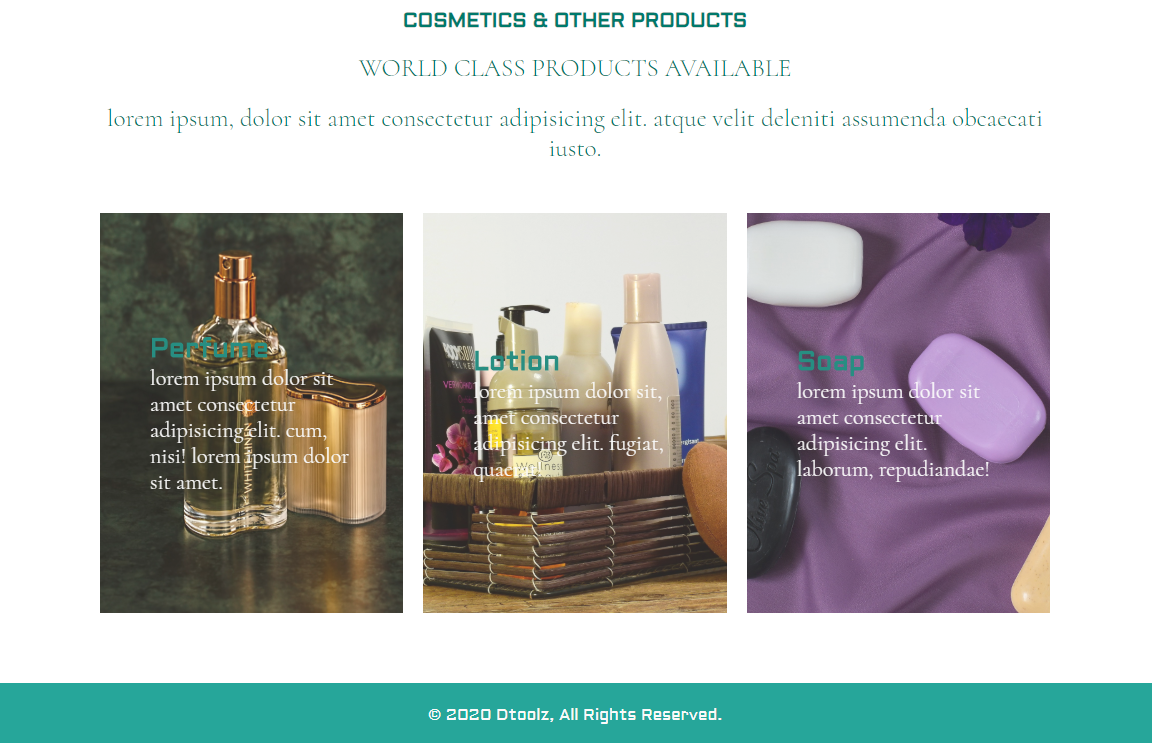 COSMETICS & OTHER PRODUCTS
WORLD CLASS PRODUCTS AVAILABLE
lorem ipsum, dolor sit amet consectetur adipisicing elit. atque velit deleniti assumenda obcaecati
iusto.
Perfume
lorem ipsum dolor sit
amet consectetur
adipisicing elit. cum,
nisi! lorem ipsum dolor
sit amet.
Lotion
lorem ipsum dolor sit,
amet consectetur
adipisicing elit. fugiat,
Wellness
Soap
lorem ipsum dolor sit
amet consectetur
adipisicing elit.
laborum, repudiandae!
© 2020 Dtoolz, All Rights Reserved.